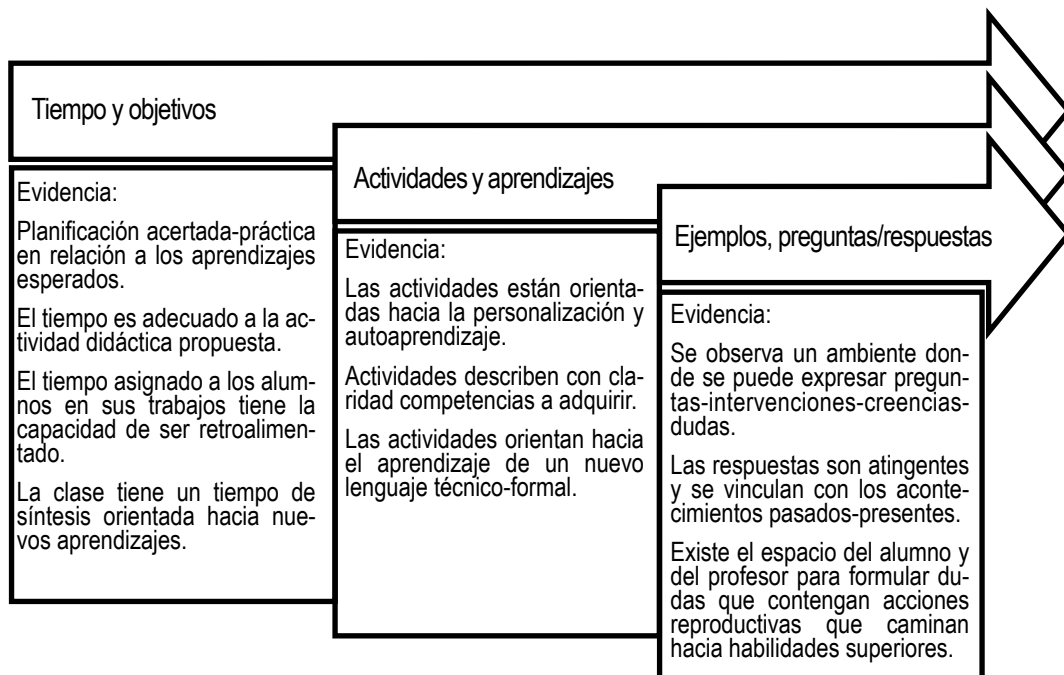 Tiempo y objetivos
Evidencia:
Planificación acertada-práctica
en relación a los aprendizajes
esperados.
El tiempo es adecuado a la ac-
tividad didáctica propuesta.
El tiempo asignado a los alum-
nos en sus trabajos tiene la
capacidad de ser retroalimen-
tado.
La clase tiene un tiempo de
síntesis orientada hacia nue-
vos aprendizajes.
Actividades y aprendizajes
Evidencia:
Las actividades están orienta-
das hacia la personalización y
autoaprendizaje.
Actividades describen con cla-
ridad competencias a adquirir.
Las actividades orientan hacia
el aprendizaje de un nuevo
lenguaje técnico-formal.
Ejemplos, preguntas/respuestas
Evidencia:
Se observa un ambiente don-
de se puede expresar pregun-
tas-intervenciones-creencias-
dudas.
Las respuestas son atingentes
y se vinculan con los aconte-
cimientos pasados-presentes.
Existe el espacio del alumno y
del profesor para formular du-
das que contengan acciones
reproductivas que caminan
hacia habilidades superiores.